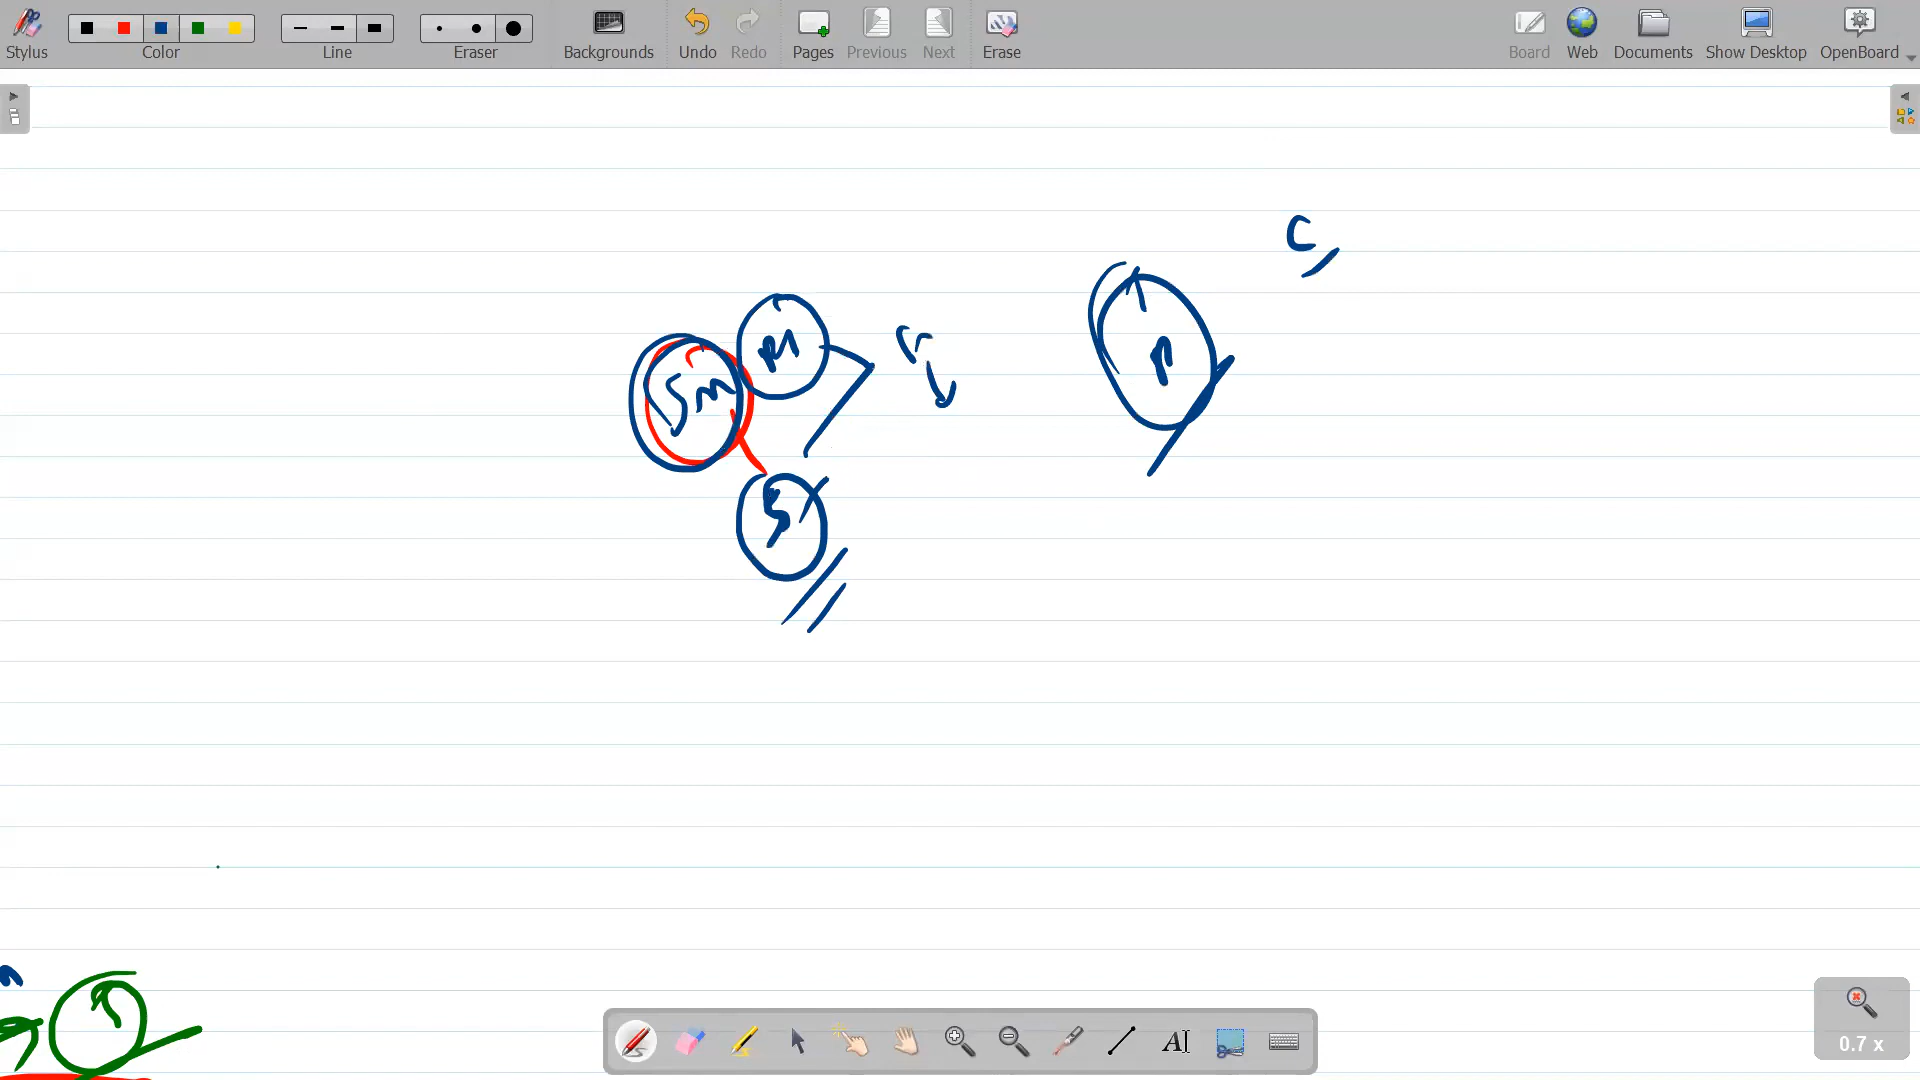 Stylus Color Line Eraser Backgrounds Undo Redo Pages Previous Next Erase Board Web Documents Show Desktop OpenBoard
C,
M
Sm
P
S
0.7 x